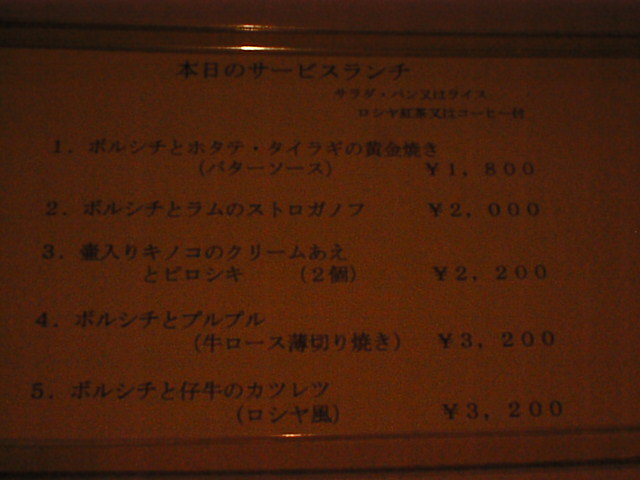 本日のサービスランチ
サラダ・パン又はライス
ロシヤ紅茶又はコーヒー付
1. ボルシチとホタテ・タイラギの黄金焼き
(バターソース) ¥1,800
2. ボルシチとラムのストロガノフ ¥2,000
3. 壷入りキノコのクリームあえ
とピロシキ (2個) ¥2,200
4. ボルシチとプルプル
(牛ロース薄切り焼き) ¥3,200
5. ボルシチと仔牛のカツレツ
(ロシヤ風) ¥3,200